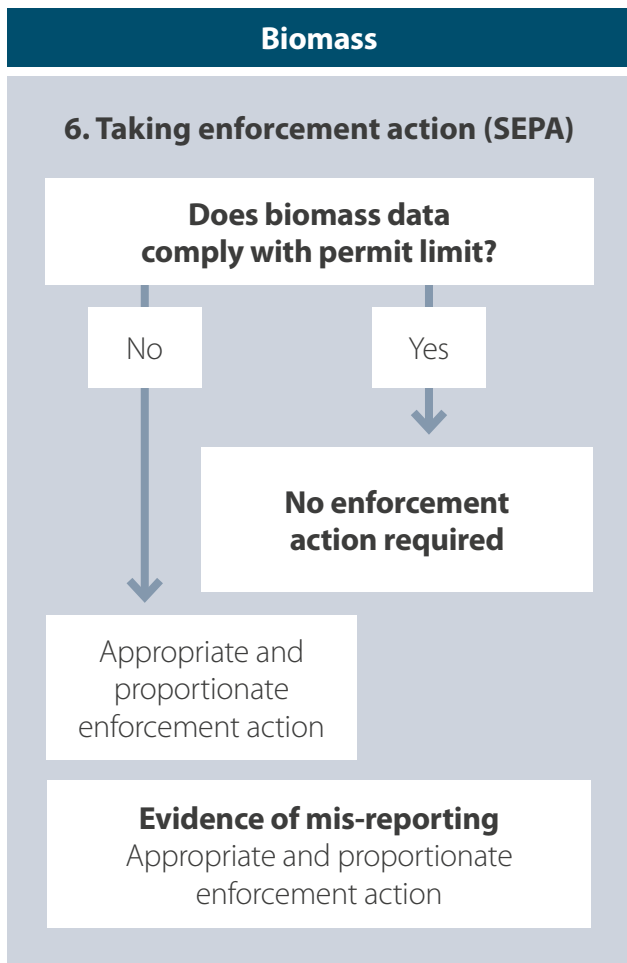 Biomass
6. Taking enforcement action (SEPA)
Does biomass data
comply with permit limit?
No
Yes
No enforcement
action required
Appropriate and
proportionate
enforcement action
Evidence of mis-reporting
Appropriate and proportionate
enforcement action